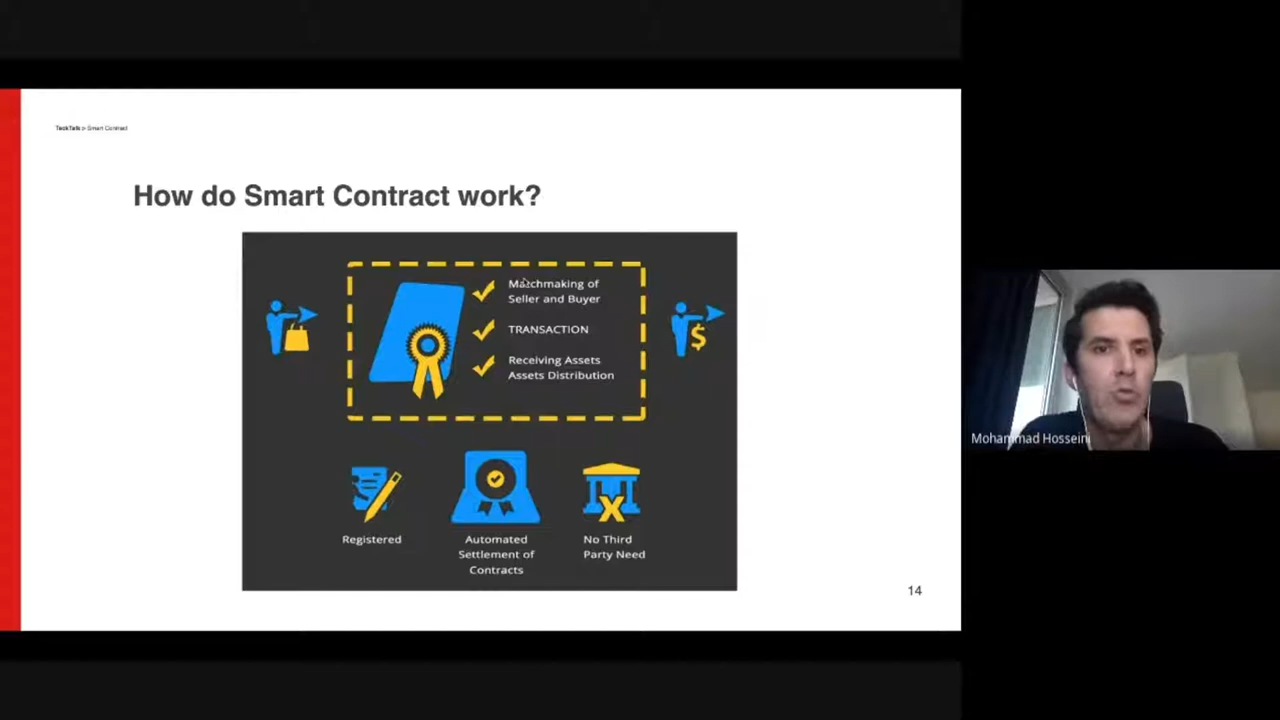 TechTalk > Smart Contract
How do Smart Contract work?
Matchmaking of
Seller and Buyer
TRANSACTION
Receiving Assets
Assets Distribution
$
Registered
Automated
Settlement of
Contracts
No Third
Party Need
14
Mohammad Hosseini